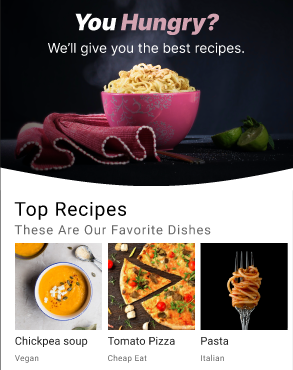 You Hungry?
We'll give you the best recipes.
Top Recipes
These Are Our Favorite Dishes
Chickpea soup
Tomato Pizza
Pasta
Vegan
Cheap Eat
Italian